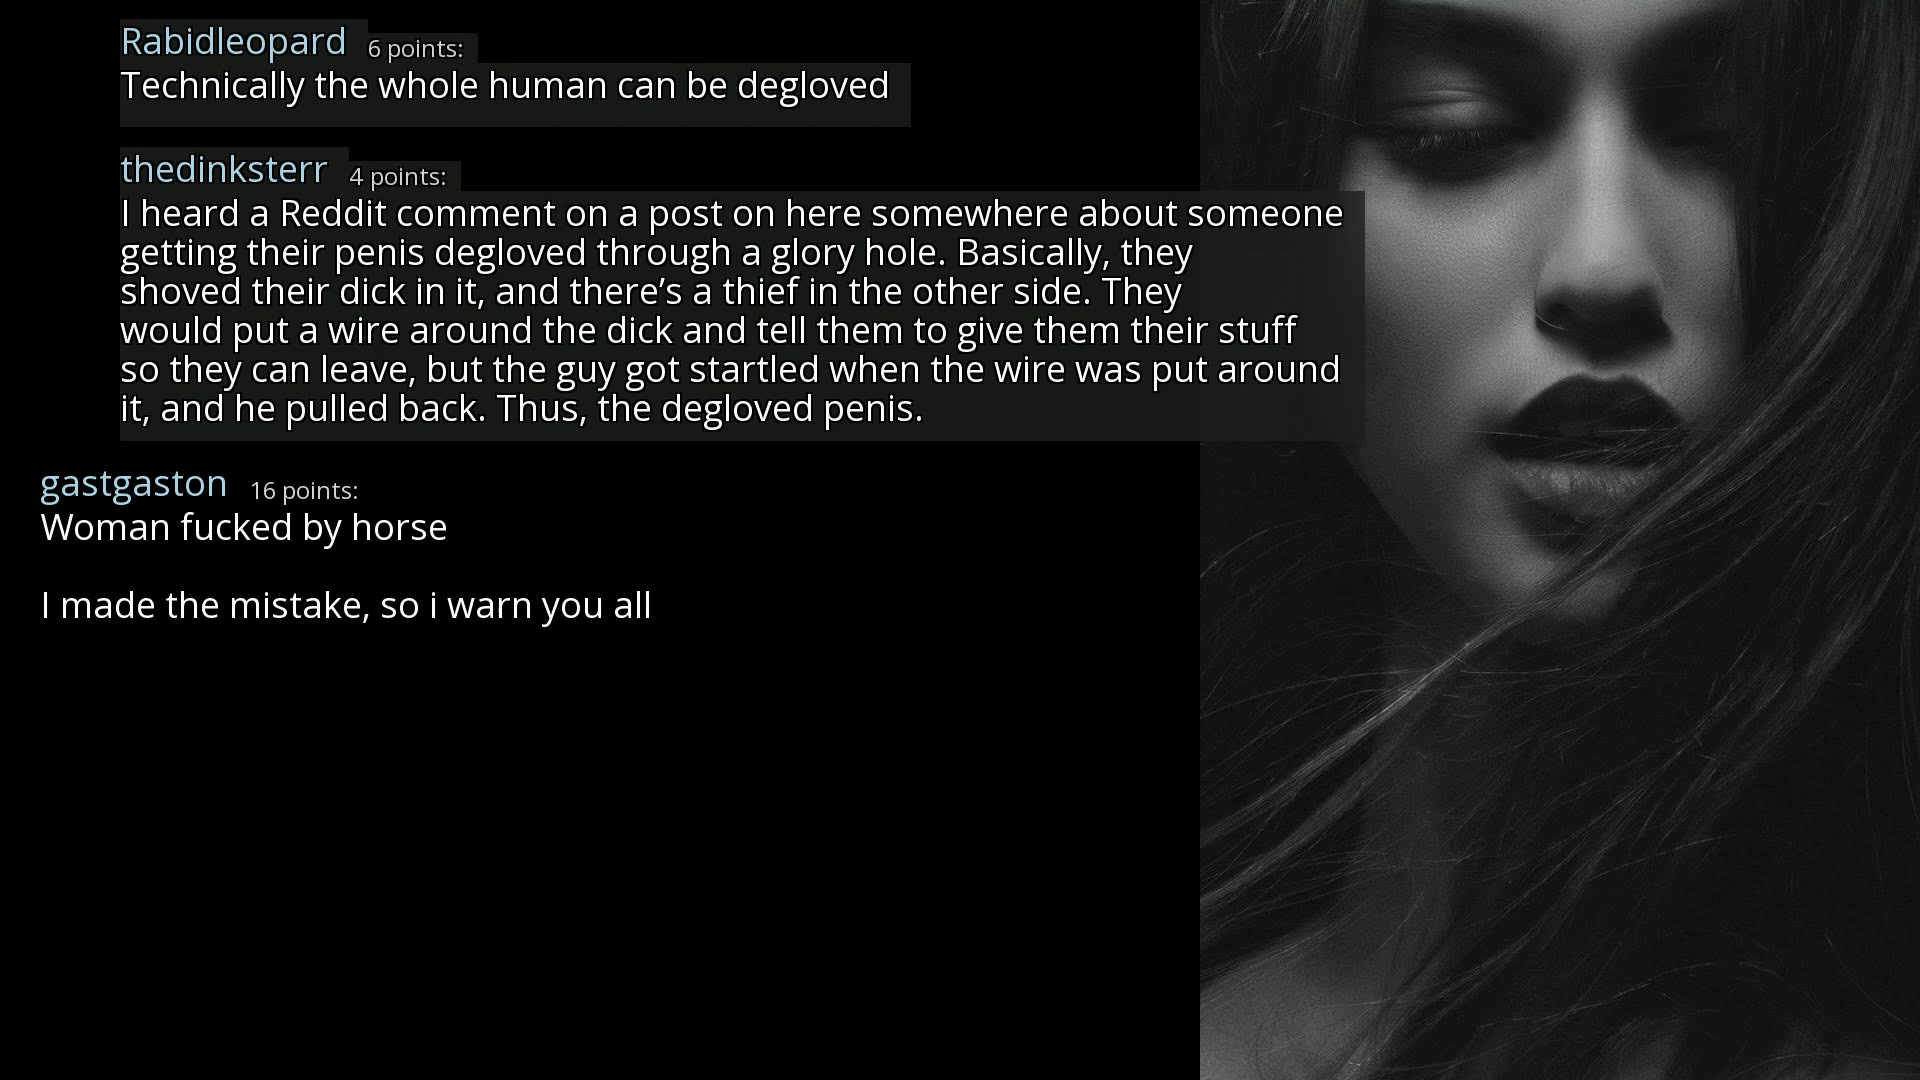 Rabidleopard 6 points:
Technically the whole human can be degloved
thedinksterr 4 points:
I heard a Reddit comment on a post on here somewhere about someone
getting their penis degloved through a glory hole. Basically, they
shoved their dick in it, and there’s a thief in the other side. They
would put a wire around the dick and tell them to give them their stuff
so they can leave, but the guy got startled when the wire was put around
it, and he pulled back. Thus, the degloved penis.
gastgaston 16 points:
Woman fucked by horse
I made the mistake, so i warn you all